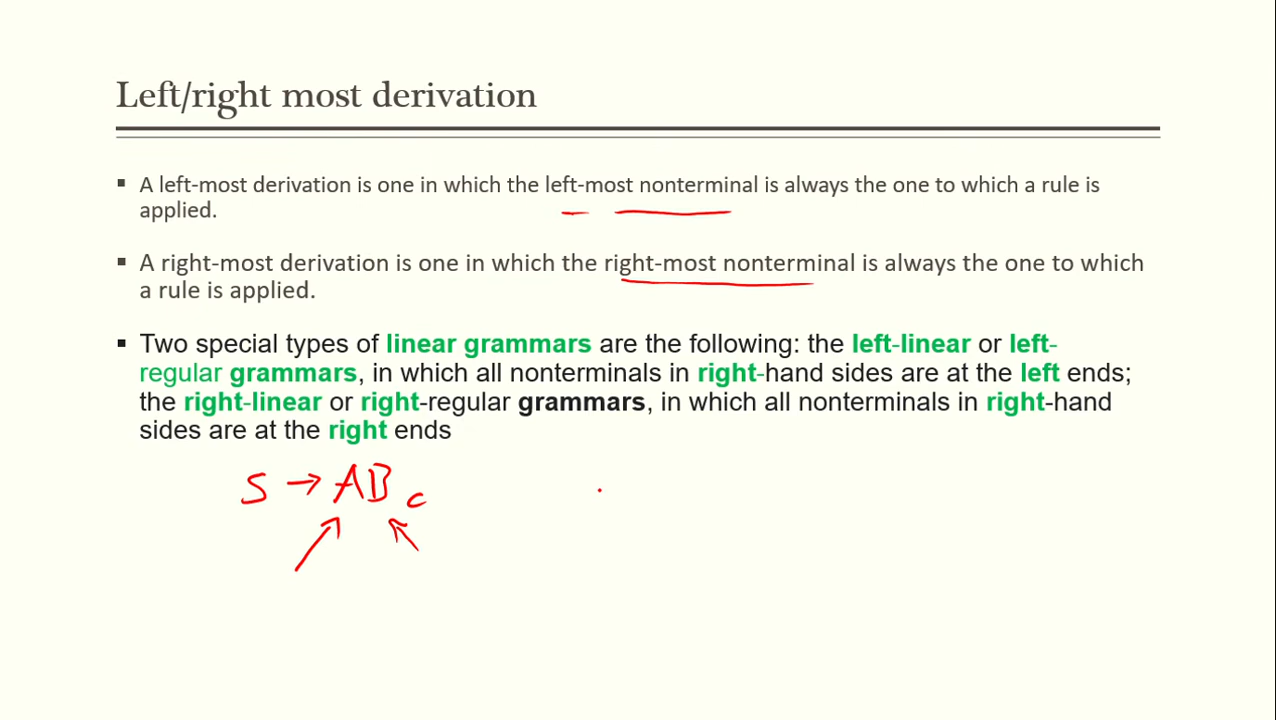 Left/right most derivation
▪ A left-most derivation is one in which the left-most nonterminal is always the one to which a rule is
applied.
▪ A right-most derivation is one in which the right-most nonterminal is always the one to which
a rule is applied.
▪ Two special types of linear grammars are the following: the left-linear or left-
regular grammars, in which all nonterminals in right-hand sides are at the left ends;
the right-linear or right-regular grammars, in which all nonterminals in right-hand
sides are at the right ends
S → AB c